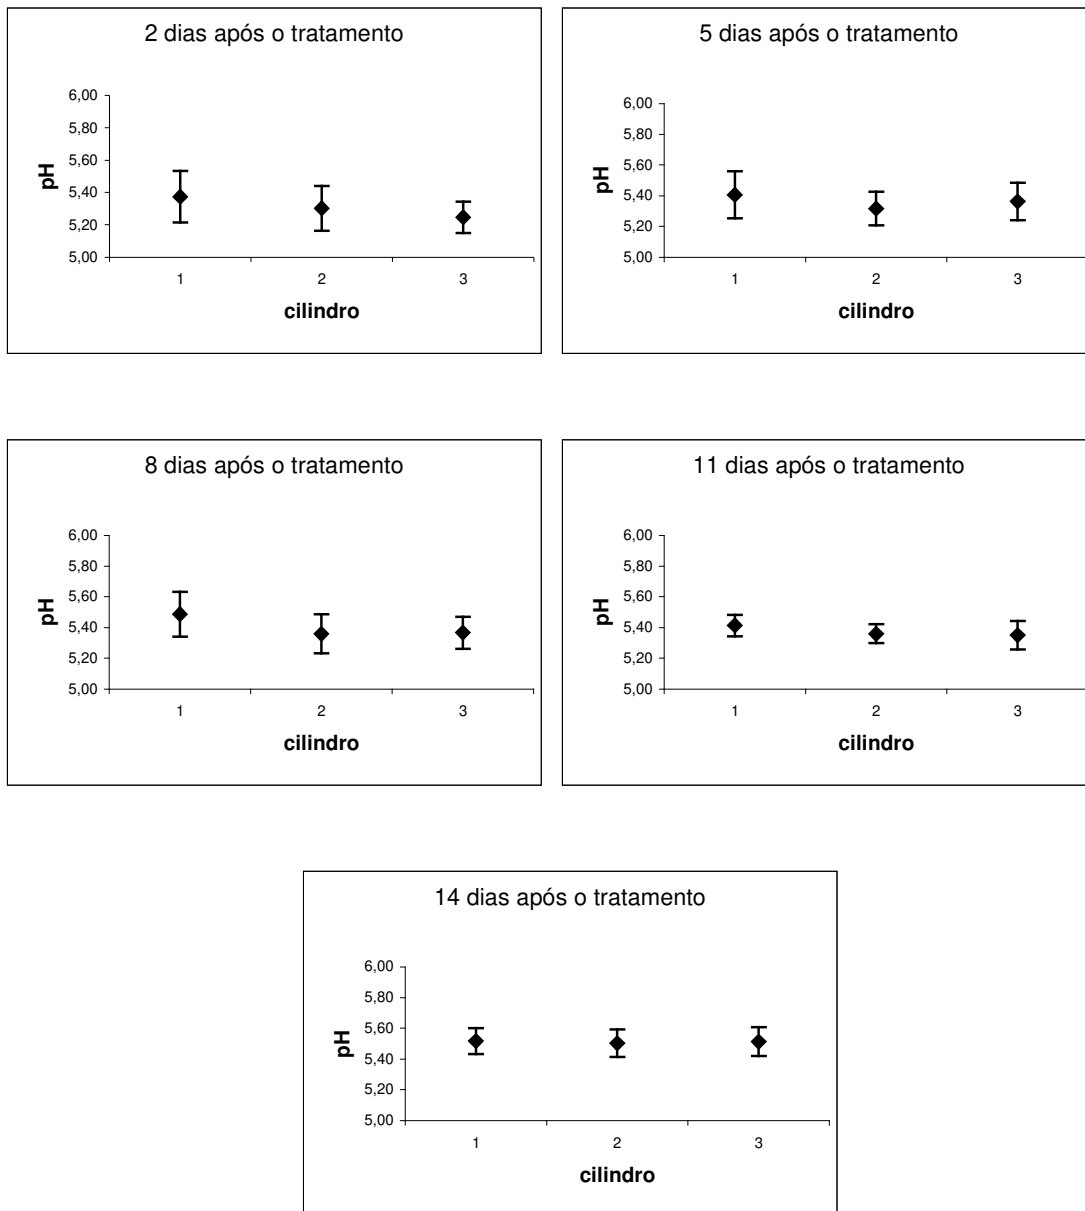 2 dias após o tratamento
6,00
5,80
5,60
5,40
5,20
5,00
pH
1 2 3
cilindro
5 dias após o tratamento
6,00
5,80
5,60
5,40
5,20
5,00
pH
1 2 3
cilindro
8 dias após o tratamento
6,00
5,80
5,60
5,40
5,20
5,00
pH
1 2 3
cilindro
11 dias após o tratamento
6,00
5,80
5,60
5,40
5,20
5,00
pH
1 2 3
cilindro
14 dias após o tratamento
6,00
5,80
5,60
5,40
5,20
5,00
pH
1 2 3
cilindro